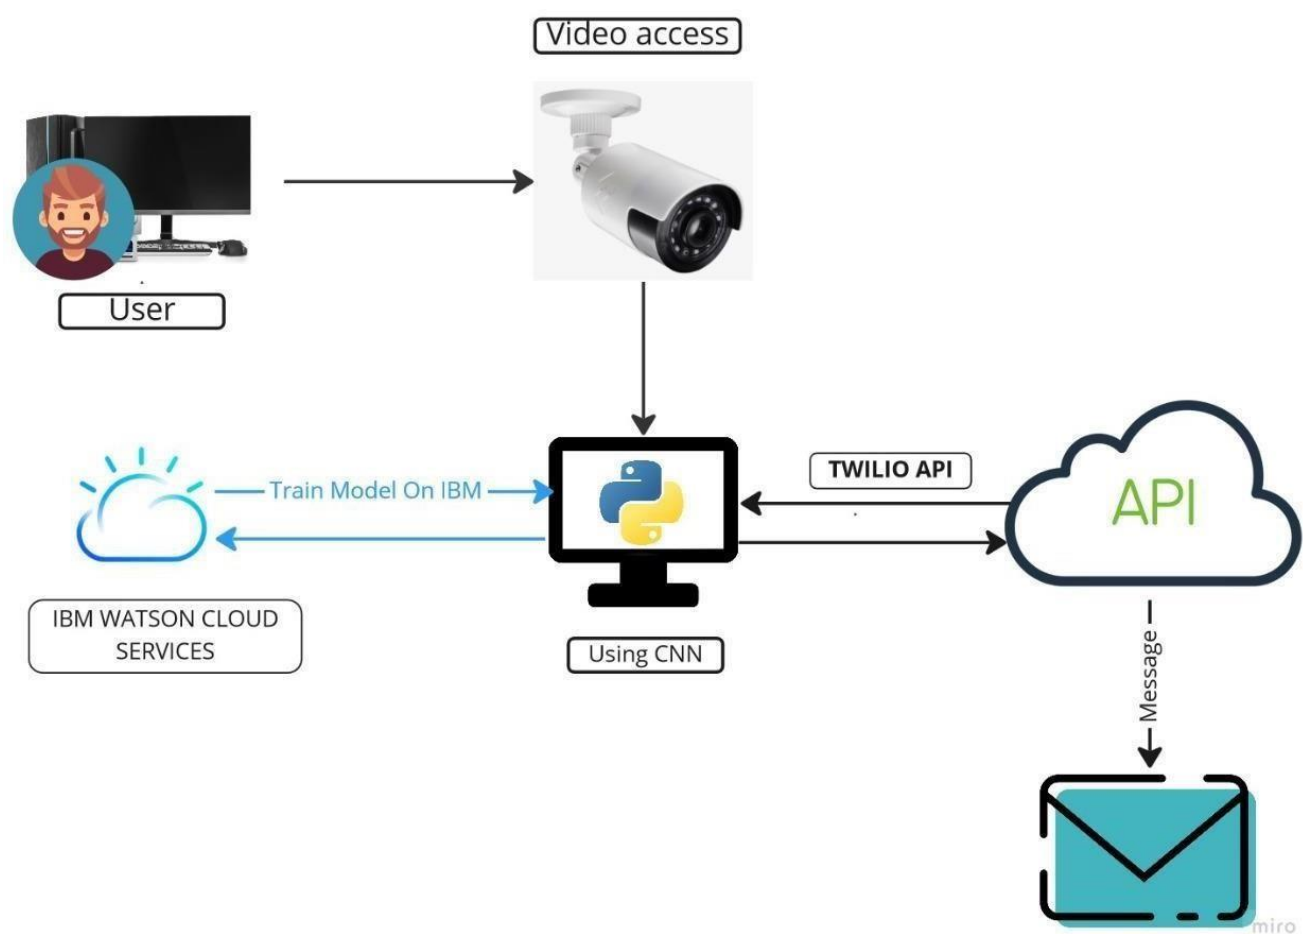 Video access
User
Train Model On IBM
TWILIO API
API
IBM WATSON CLOUD
SERVICES
Using CNN
Message
miro